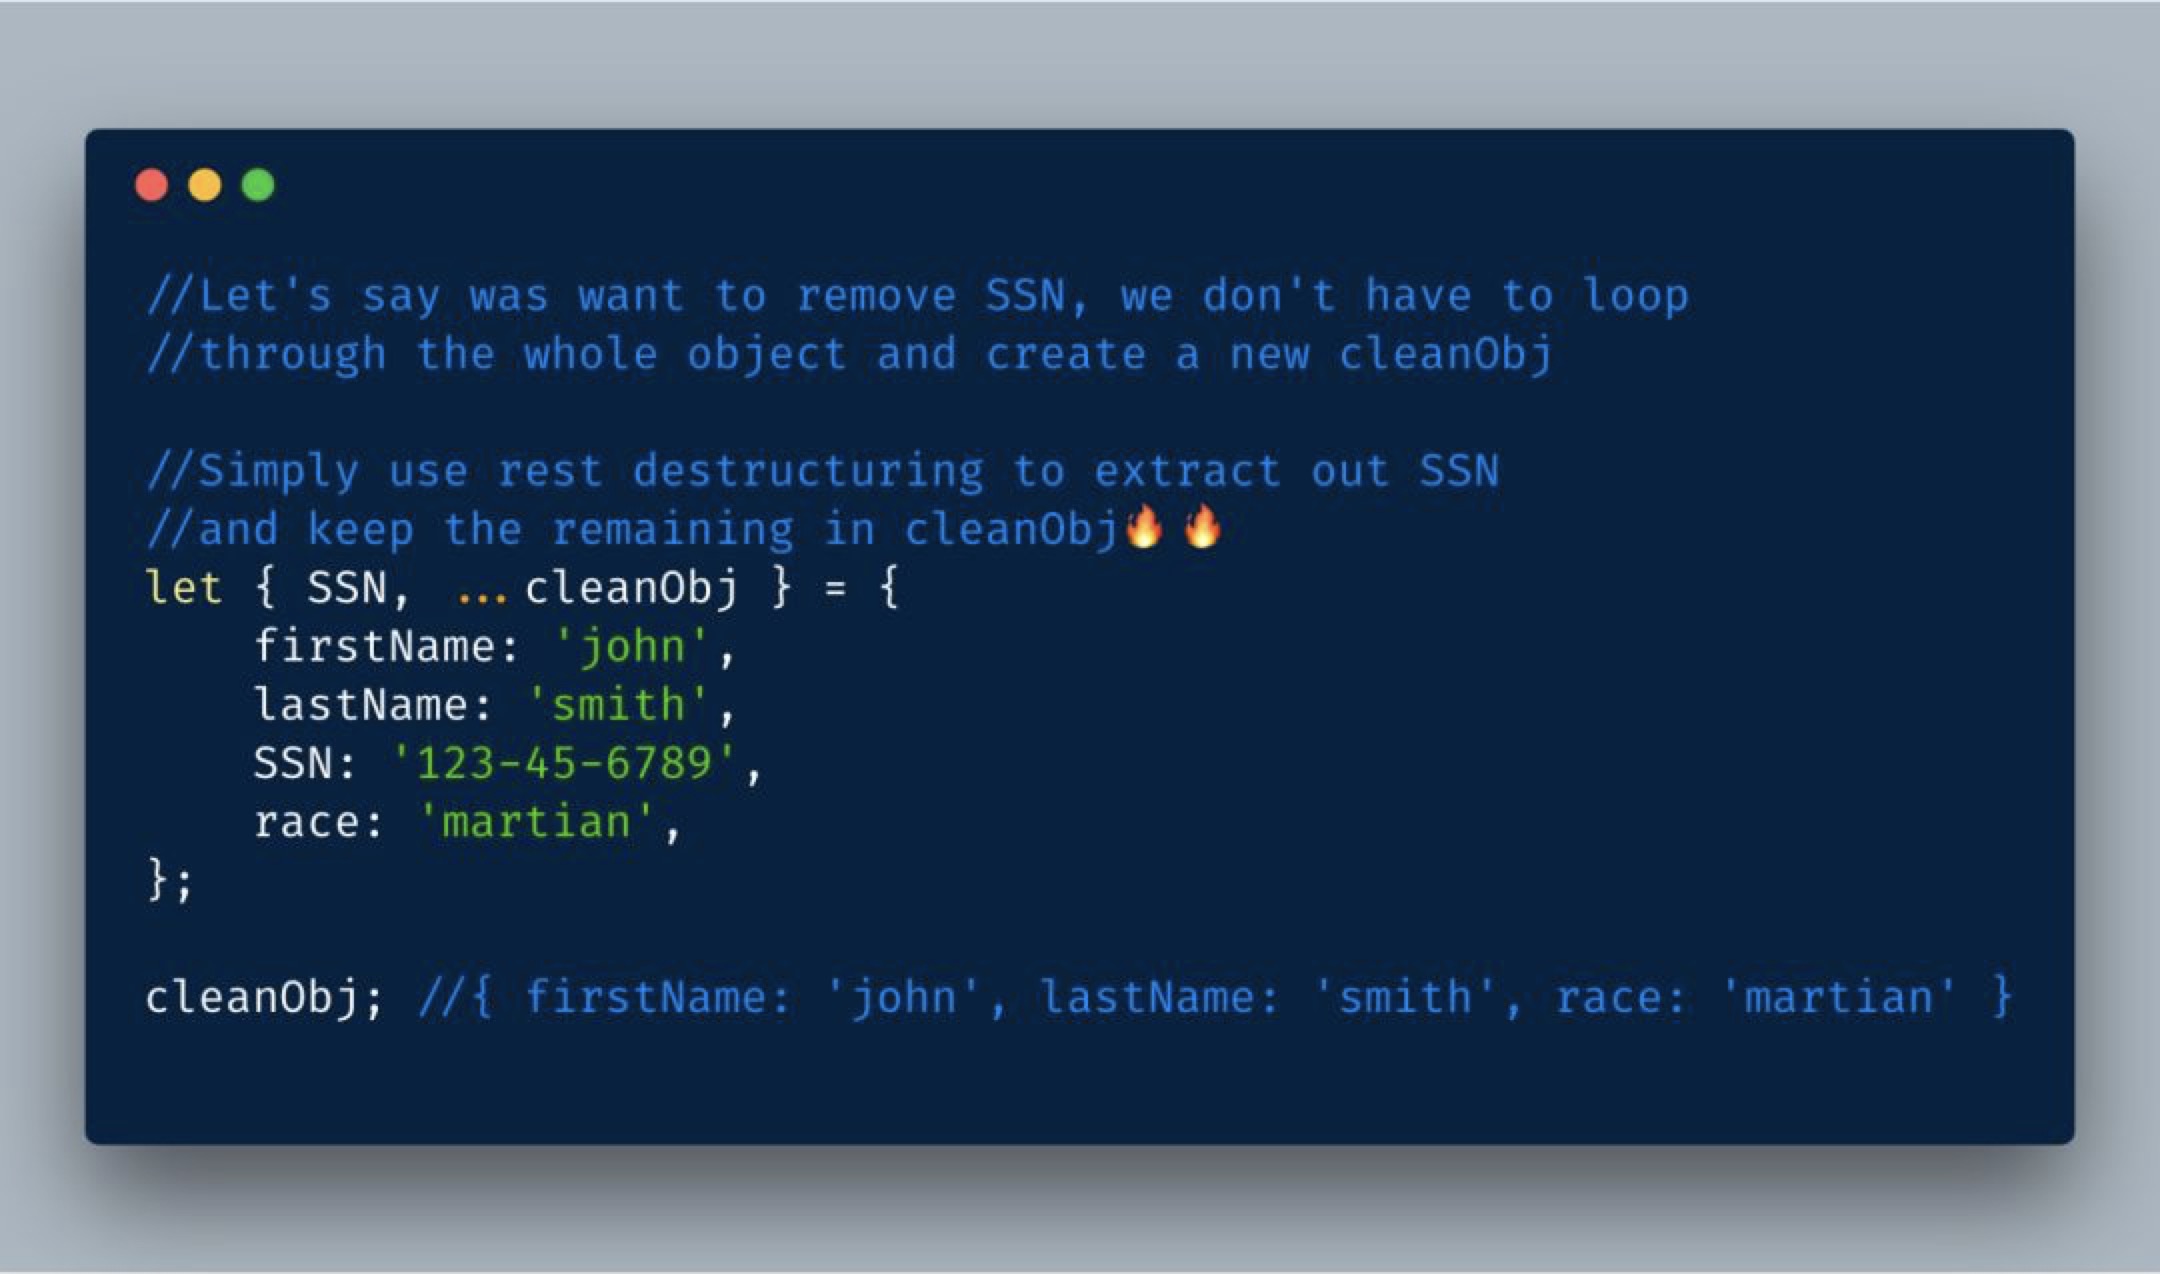 //Let's say was want to remove SSN, we don't have to loop
//through the whole object and create a new cleanObj
//Simply use rest destructuring to extract out SSN
//and keep the remaining in cleanObj🔥🔥
let { SSN, ...cleanObj } = {
    firstName: 'john',
    lastName: 'smith',
    SSN: '123-45-6789',
    race: 'martian',
};
cleanObj; //{ firstName: 'john', lastName: 'smith', race: 'martian' }